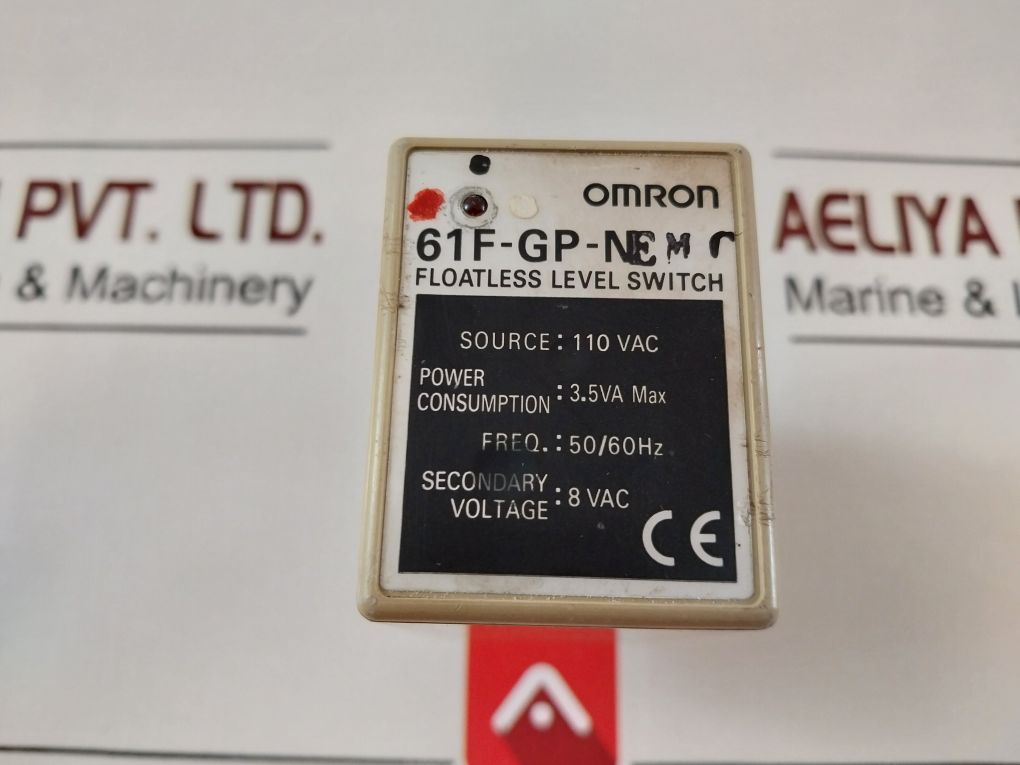 OMRON
61F-GP-N
FLOATLESS LEVEL SWITCH
SOURCE : 110 VAC
POWER CONSUMPTION : 3.5VA Max
FREQ. : 50/60Hz
SECONDARY VOLTAGE : 8 VAC
CE
PVT. LTD.
& Machinery
AELIYA
Marine &